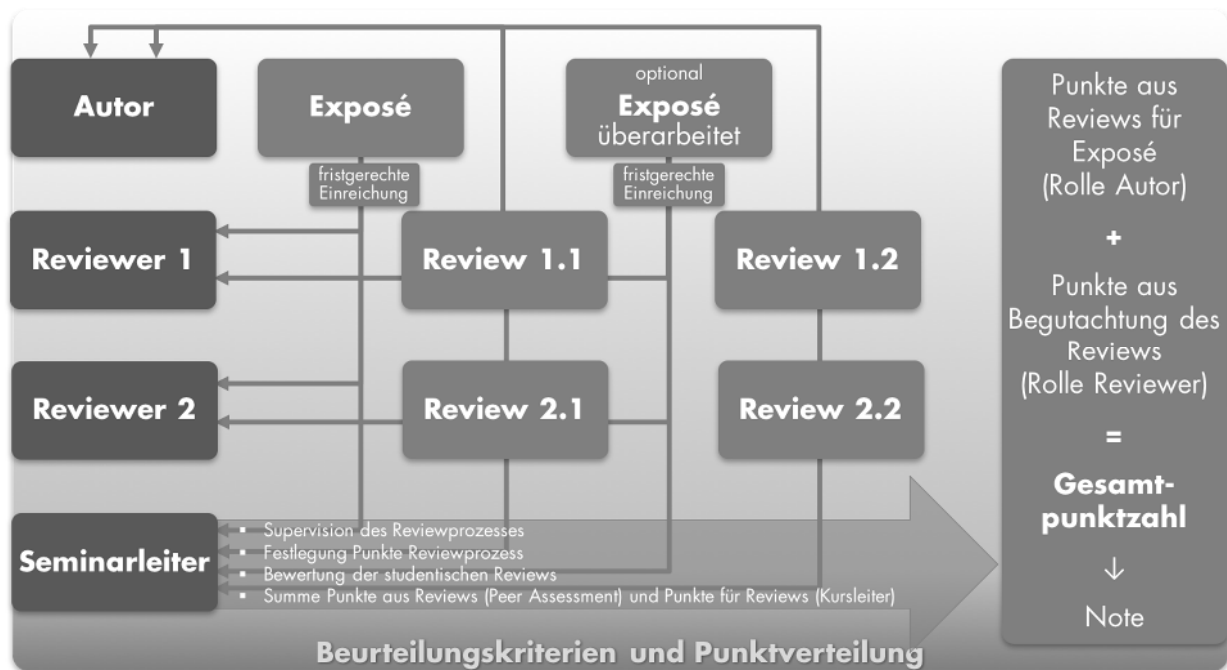 Autor
Exposé
optional
Exposé
überarbeitet
fristgerechte
Einreichung
fristgerechte
Einreichung
Reviewer 1
Review 1.1
Review 1.2
Reviewer 2
Review 2.1
Review 2.2
Seminarleiter
▪ Supervision des Reviewprozesses
▪ Festlegung Punkte Reviewprozess
▪ Bewertung der studentischen Reviews
▪ Summe Punkte aus Reviews (Peer Assessment) und Punkte für Reviews (Kursleiter)
Beurteilungskriterien und Punktverteilung
Punkte aus
Reviews für
Exposé
(Rolle Autor)
+
Punkte aus
Begutachtung des
Reviews
(Rolle Reviewer)
=
Gesamt-
punktzahl
↓
Note